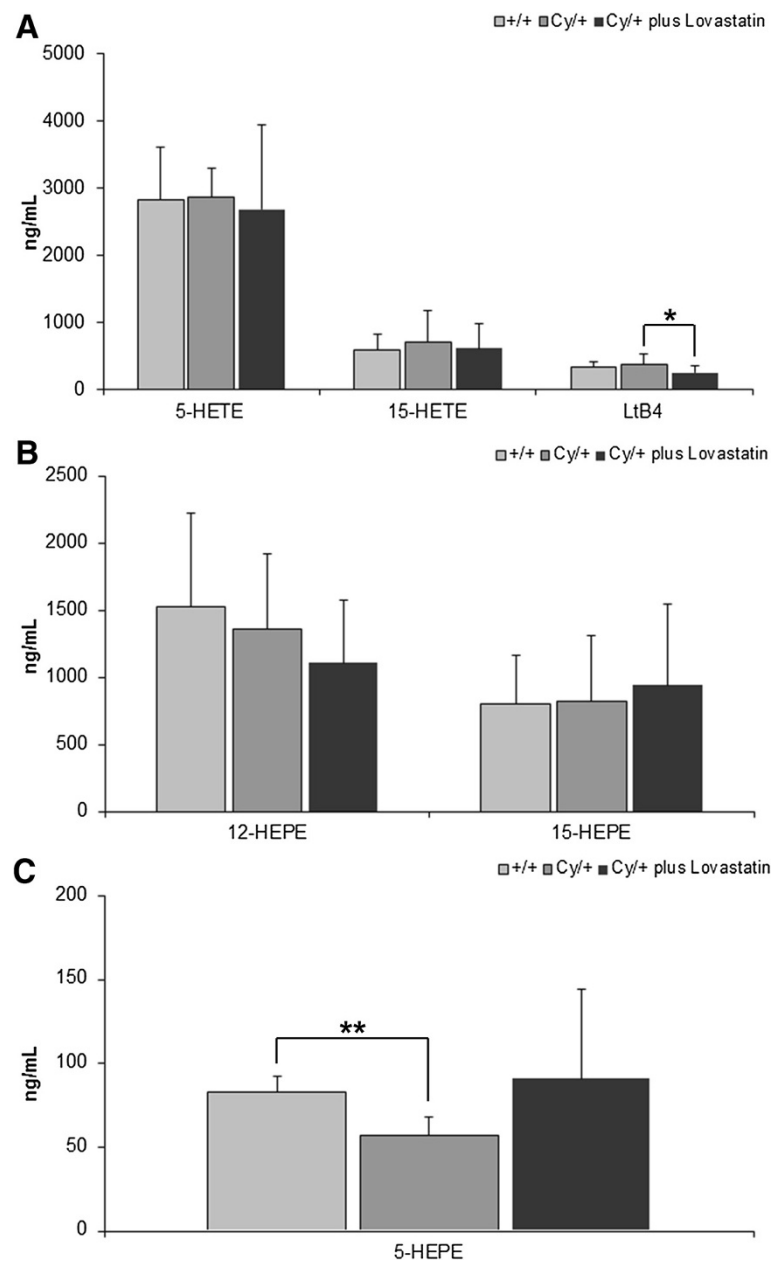 A
+/+ Cy/+ Cy/+ plus Lovastatin
5000
4000
3000
2000
1000
0
ng/mL
*
5-HETE 15-HETE LtB4
B
+/+ Cy/+ Cy/+ plus Lovastatin
2500
2000
1500
1000
500
0
ng/mL
12-HEPE 15-HEPE
C
+/+ Cy/+ Cy/+ plus Lovastatin
200
150
100
50
0
ng/mL
**
5-HEPE